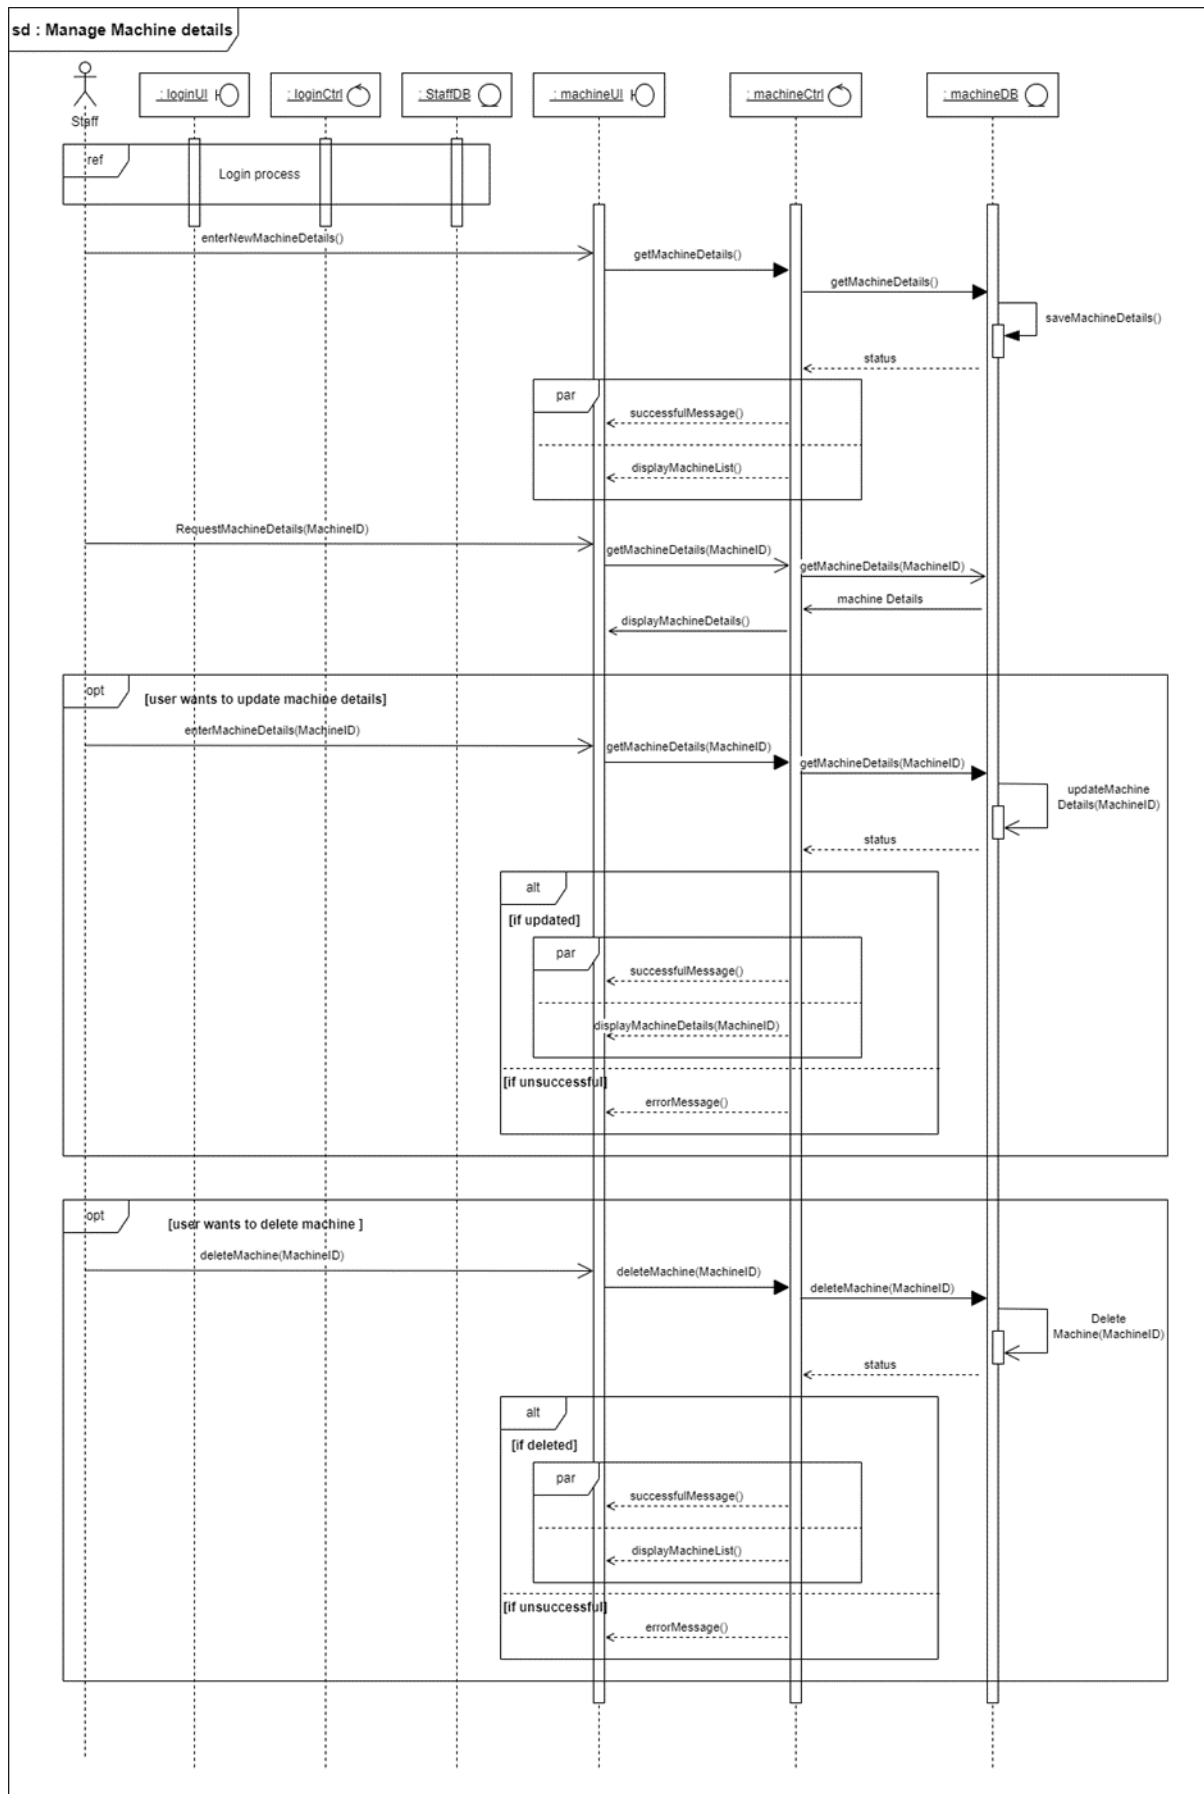 sd : Manage Machine details
: loginUI
: loginCtrl
: StaffDB
: machineUI
: machineCtrl
: machineDB
Staff
ref
Login process
enterNewMachineDetails()
getMachineDetails()
getMachineDetails()
saveMachineDetails()
status
par
successfulMessage()
displayMachineList()
RequestMachineDetails(MachineID)
getMachineDetails(MachineID)
getMachineDetails(MachineID)
machine Details
displayMachineDetails()
opt
[user wants to update machine details]
enterMachineDetails(MachineID)
getMachineDetails(MachineID)
getMachineDetails(MachineID)
updateMachine
Details(MachineID)
status
alt
[if updated]
par
successfulMessage()
displayMachineDetails(MachineID)
[if unsuccessful]
errorMessage()
opt
[user wants to delete machine ]
deleteMachine(MachineID)
deleteMachine(MachineID)
deleteMachine(MachineID)
Delete
Machine(MachineID)
status
alt
[if deleted]
par
successfulMessage()
displayMachineList()
[if unsuccessful]
errorMessage()